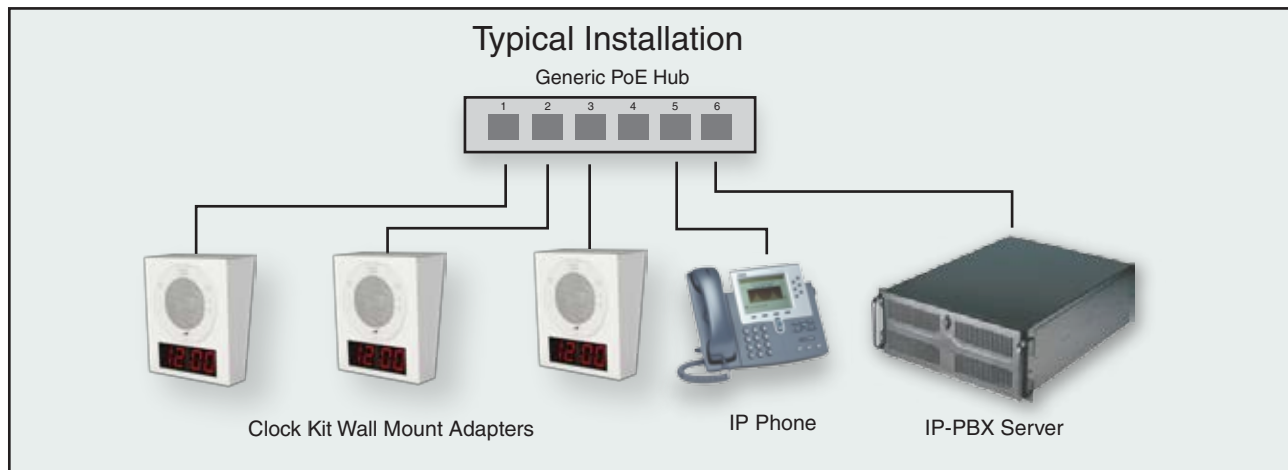 Typical Installation
Generic PoE Hub
1 2 3 4 5 6
12:00 12:00 12:00
Clock Kit Wall Mount Adapters
IP Phone
IP-PBX Server